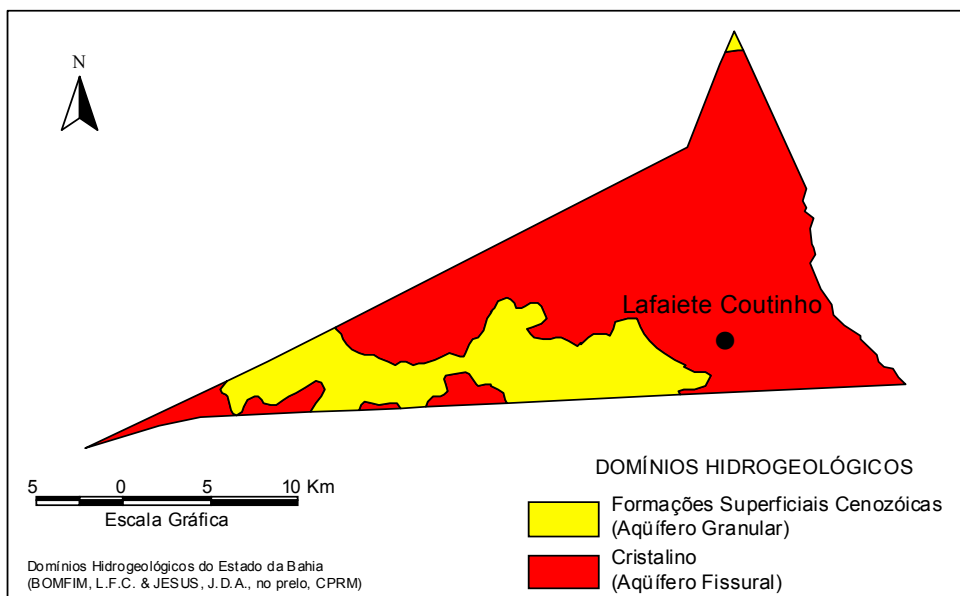 N
Lafaiete Coutinho
5 0 5 10 Km
Escala Gráfica
DOMÍNIOS HIDROGEOLÓGICOS
Formações Superficiais Cenozóicas
(Aqüífero Granular)
Cristalino
(Aqüífero Fissural)
Domínios Hidrogeológicos do Estado da Bahia
(BOMFIM, L.F.C. & JESUS, J.D.A., no prelo, CPRM)